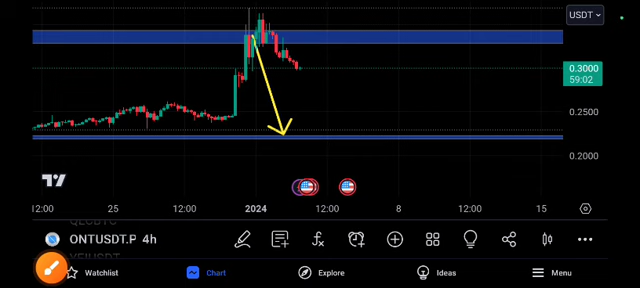 USDT
0.3000
59:02
0.2500
0.2000
12:00 25 12:00 2024 12:00 8 12:00 15
ONTUSDT.P 4h
Watchlist Chart Explore Ideas Menu